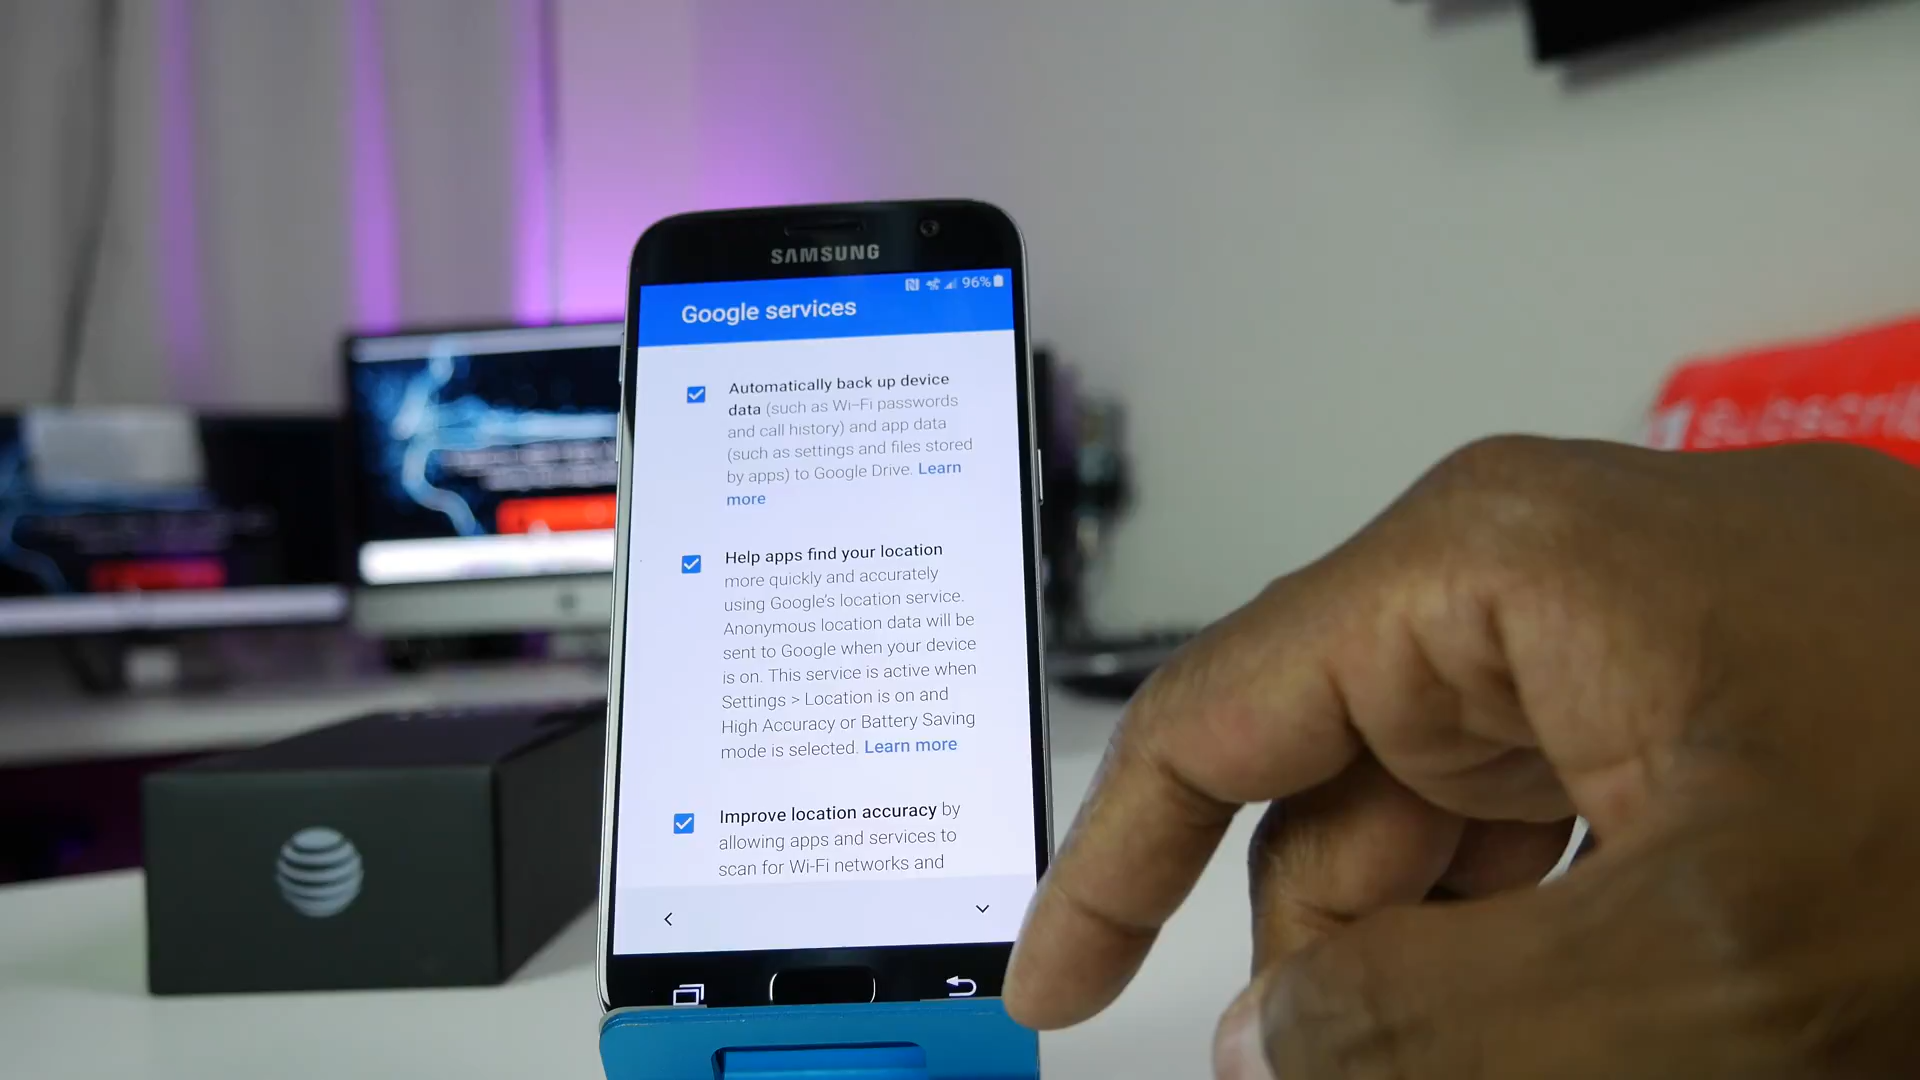 SAMSUNG
96%
Google services
Automatically back up device
data (such as Wi-Fi passwords
and call history) and app data
(such as settings and files stored
by apps) to Google Drive. Learn
more
Help apps find your location
more quickly and accurately
using Google's location service.
Anonymous location data will be
sent to Google when your device
is on. This service is active when
Settings > Location is on and
High Accuracy or Battery Saving
mode is selected. Learn more
Improve location accuracy by
allowing apps and services to
scan for Wi-Fi networks and
SUBSCRIB